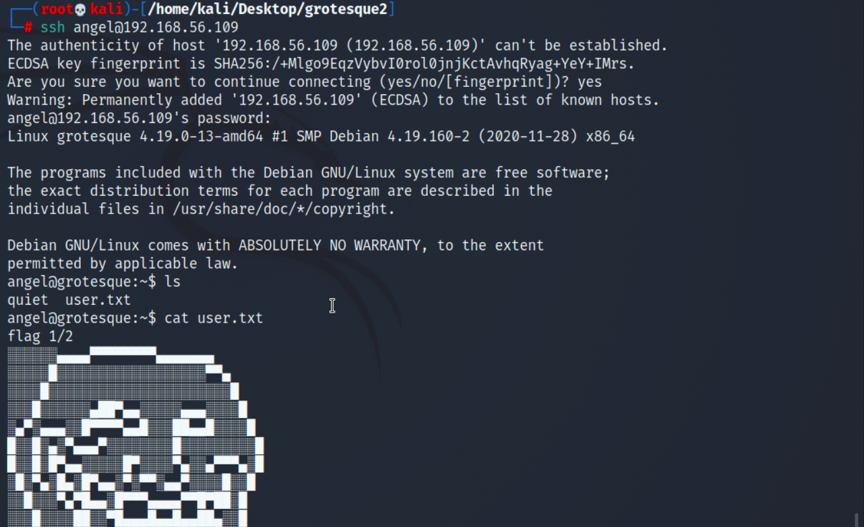 ┌──(root💀kali)-[/home/kali/Desktop/grotesque2]
└─# ssh angel@192.168.56.109
The authenticity of host '192.168.56.109 (192.168.56.109)' can't be established.
ECDSA key fingerprint is SHA256:/+Mlgo9EqzVybvI0rol0jnjKctAvhqRyag+YeY+IMrs.
Are you sure you want to continue connecting (yes/no/[fingerprint])? yes
Warning: Permanently added '192.168.56.109' (ECDSA) to the list of known hosts.
angel@192.168.56.109's password:
Linux grotesque 4.19.0-13-amd64 #1 SMP Debian 4.19.160-2 (2020-11-28) x86_64
The programs included with the Debian GNU/Linux system are free software;
the exact distribution terms for each program are described in the
individual files in /usr/share/doc/*/copyright.
Debian GNU/Linux comes with ABSOLUTELY NO WARRANTY, to the extent
permitted by applicable law.
angel@grotesque:~$ ls
quiet  user.txt
angel@grotesque:~$ cat user.txt
flag 1/2